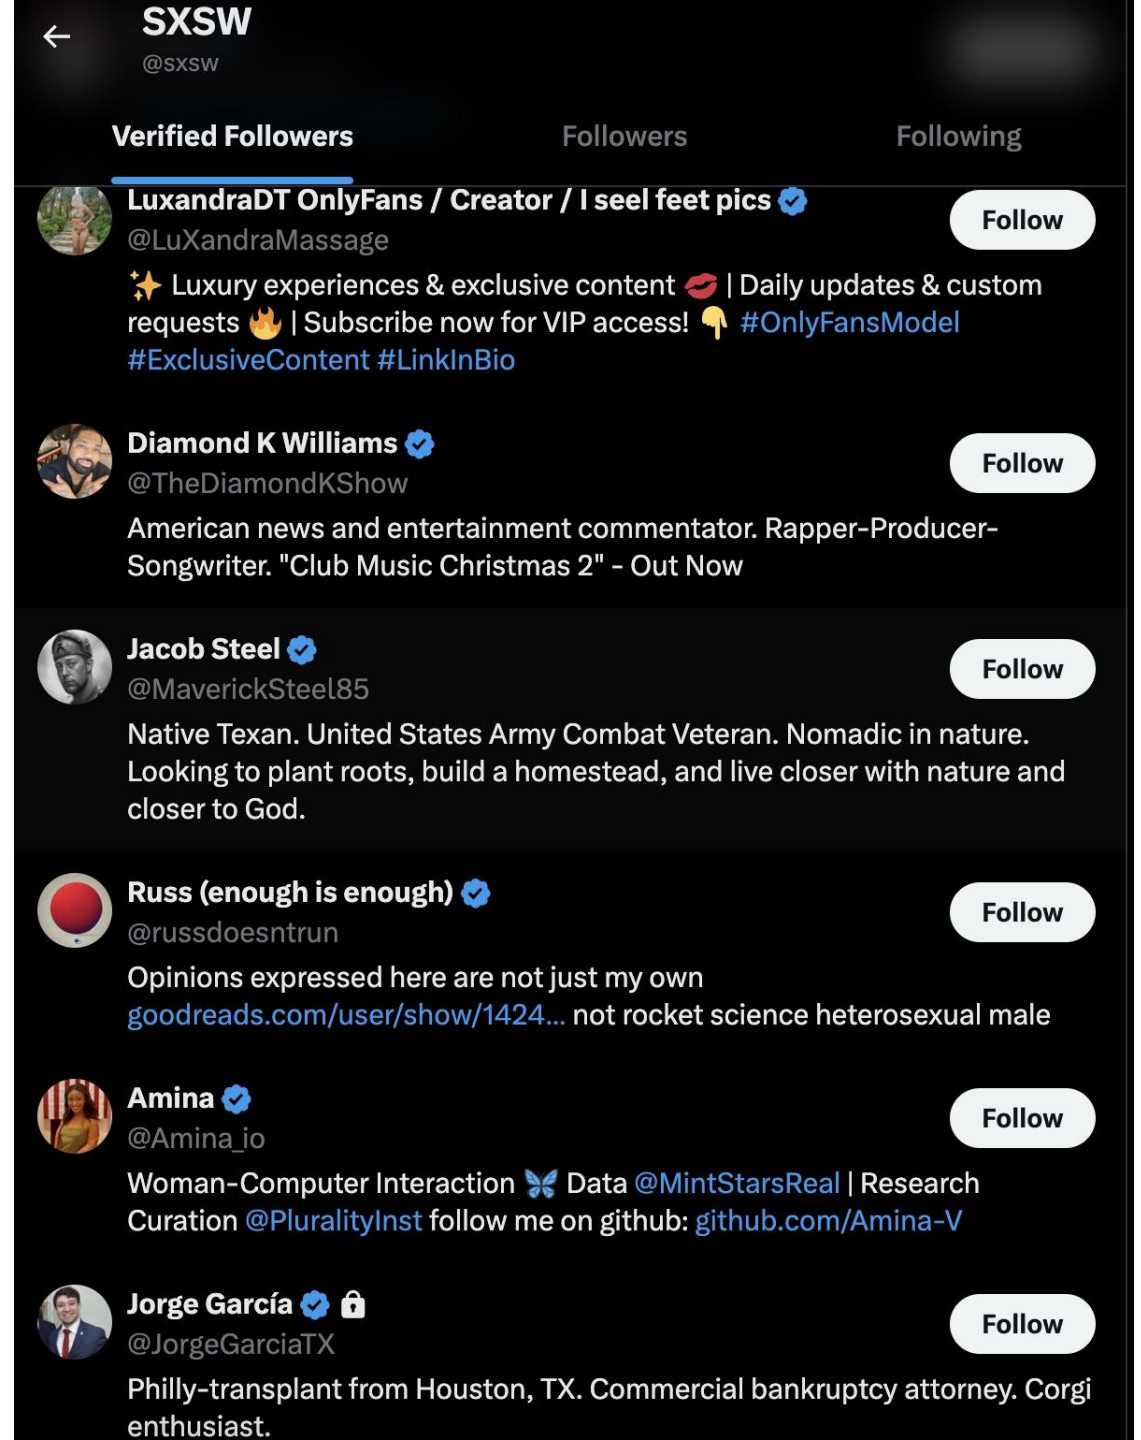 SXSW
@sxsw
Verified Followers
Followers
Following
LuxandraDT OnlyFans / Creator / I seel feet pics
Follow
@LuXandraMassage
✨ Luxury experiences & exclusive content 💋 | Daily updates & custom
requests 🔥 | Subscribe now for VIP access! 👇 #OnlyFansModel
#ExclusiveContent #LinkInBio
Diamond K Williams
Follow
@TheDiamondKShow
American news and entertainment commentator. Rapper-Producer-
Songwriter. "Club Music Christmas 2" - Out Now
Jacob Steel
Follow
@MaverickSteel85
Native Texan. United States Army Combat Veteran. Nomadic in nature.
Looking to plant roots, build a homestead, and live closer with nature and
closer to God.
Russ (enough is enough)
Follow
@russdoesntrun
Opinions expressed here are not just my own
goodreads.com/user/show/1424... not rocket science heterosexual male
Amina
Follow
@Amina_io
Woman-Computer Interaction 🦋 Data @MintStarsReal | Research
Curation @PluralityInst follow me on github: github.com/Amina-V
Jorge García
Follow
@JorgeGarciaTX
Philly-transplant from Houston, TX. Commercial bankruptcy attorney. Corgi
enthusiast.